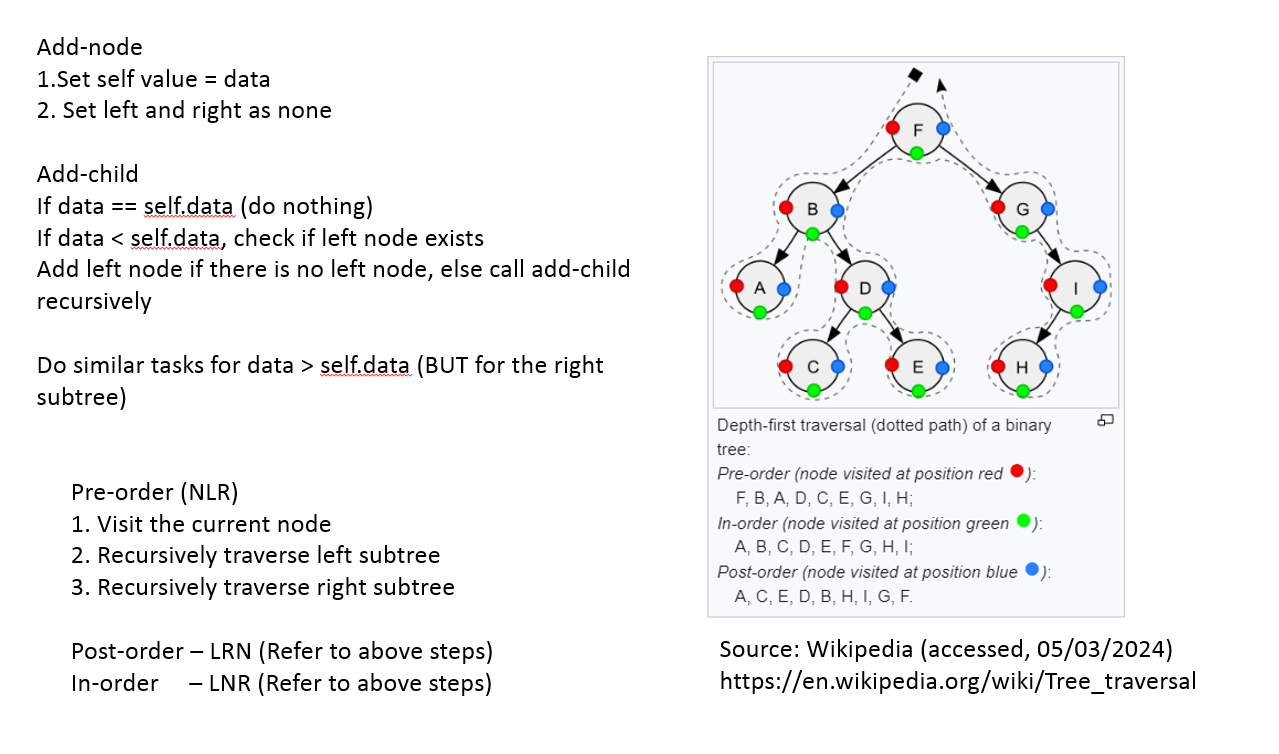 Add-node
1.Set self value = data
2. Set left and right as none
Add-child
If data == self.data (do nothing)
If data < self.data, check if left node exists
Add left node if there is no left node, else call add-child
recursively
Do similar tasks for data > self.data (BUT for the right
subtree)
Pre-order (NLR)
1. Visit the current node
2. Recursively traverse left subtree
3. Recursively traverse right subtree
Post-order – LRN (Refer to above steps)
In-order – LNR (Refer to above steps)
F
B
G
A
D
I
C
E
H
Depth-first traversal (dotted path) of a binary
tree:
Pre-order (node visited at position red ):
F, B, A, D, C, E, G, I, H;
In-order (node visited at position green ):
A, B, C, D, E, F, G, H, I;
Post-order (node visited at position blue ):
A, C, E, D, B, H, I, G, F.
Source: Wikipedia (accessed, 05/03/2024)
https://en.wikipedia.org/wiki/Tree_traversal